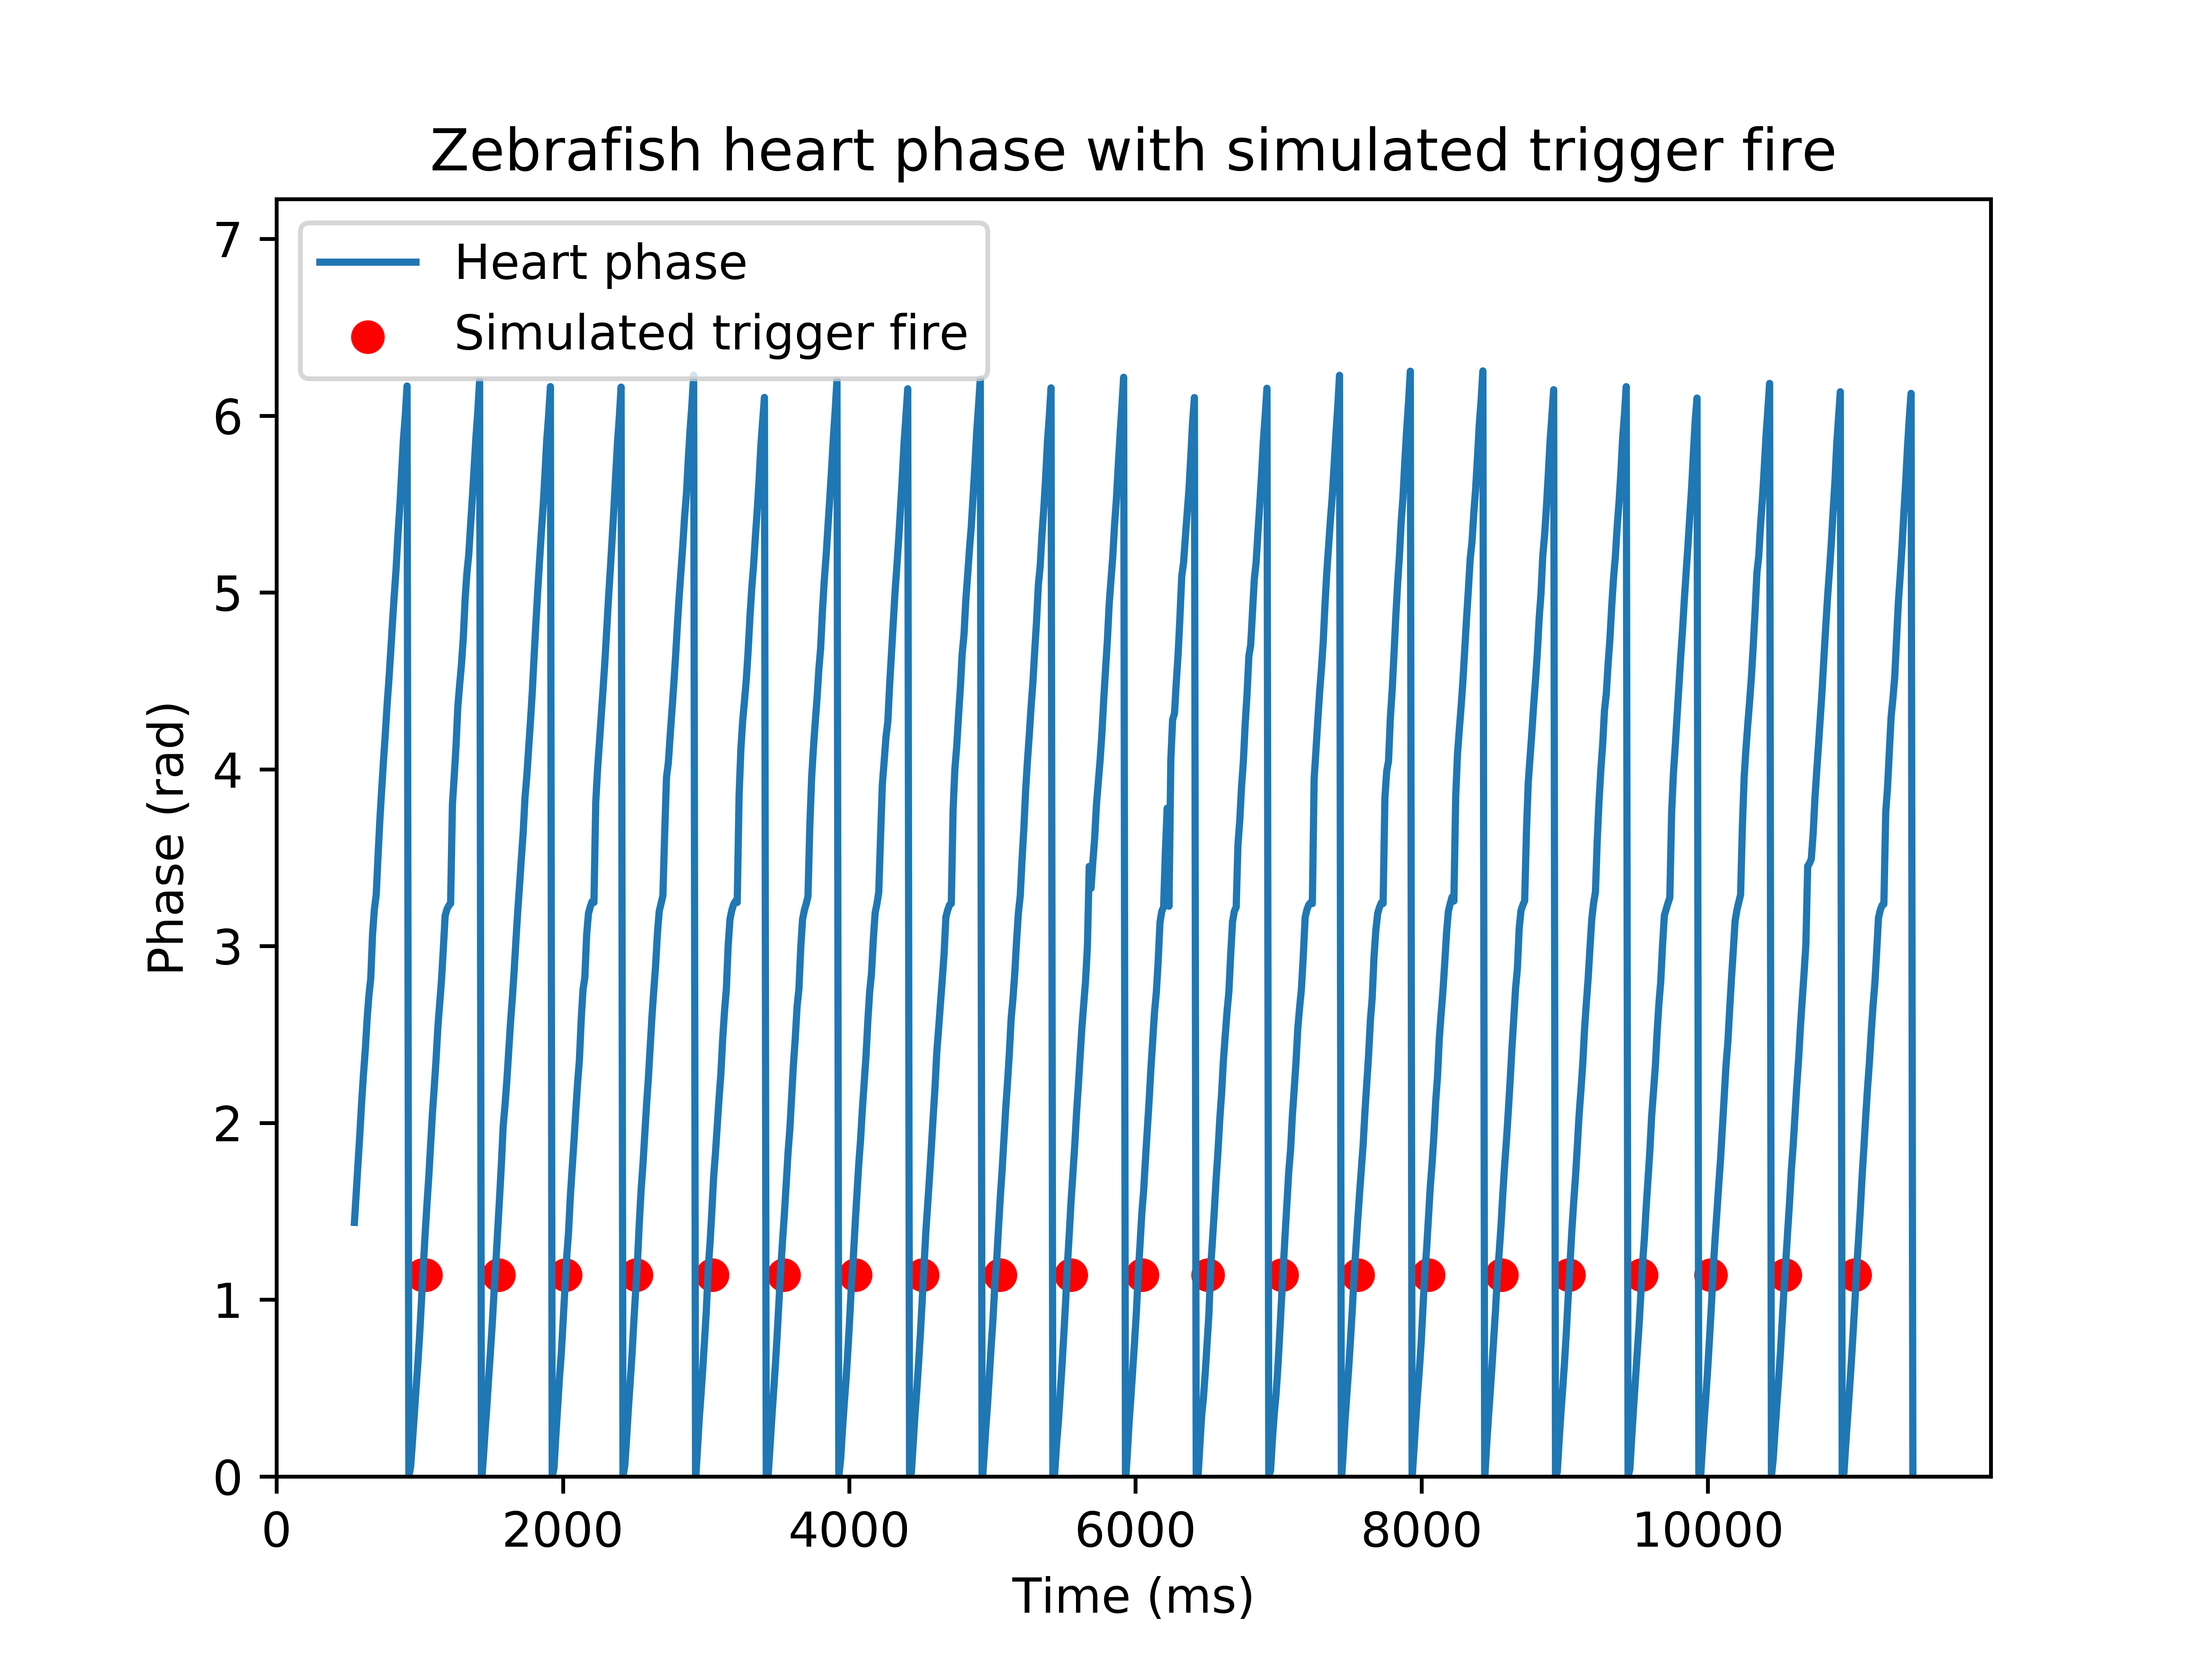 Zebrafish heart phase with simulated trigger fire
Heart phase
Simulated trigger fire
7
6
5
4
3
2
1
0
Phase (rad)
0 2000 4000 6000 8000 10000
Time (ms)